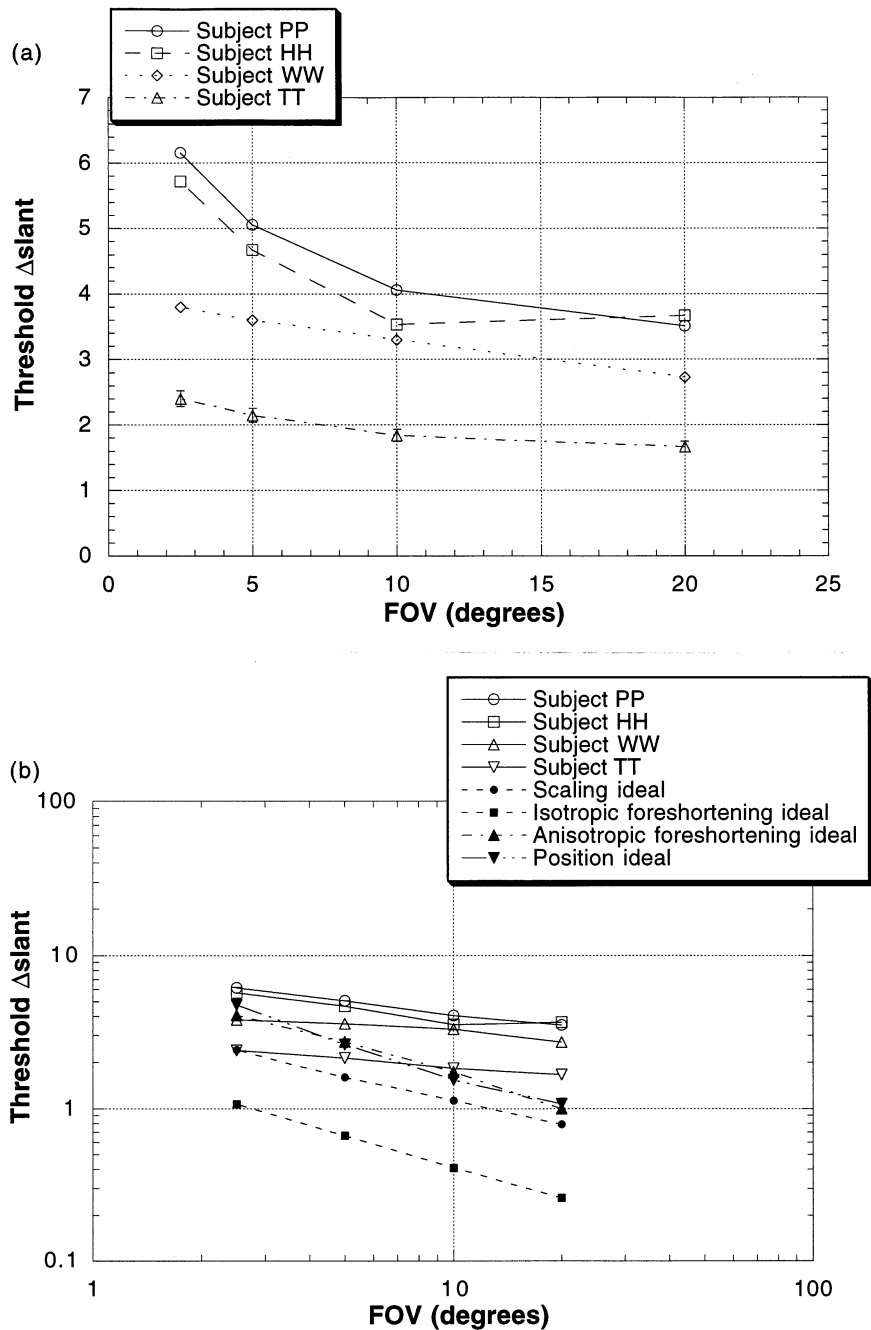 (a)
Subject PP
Subject HH
Subject WW
Subject TT
7
6
5
4
3
2
1
0
Threshold Δslant
0 5 10 15 20 25
FOV (degrees)
(b)
Subject PP
Subject HH
Subject WW
Subject TT
Scaling ideal
Isotropic foreshortening ideal
Anisotropic foreshortening ideal
Position ideal
100
10
1
0.1
Threshold Δslant
1 10 100
FOV (degrees)